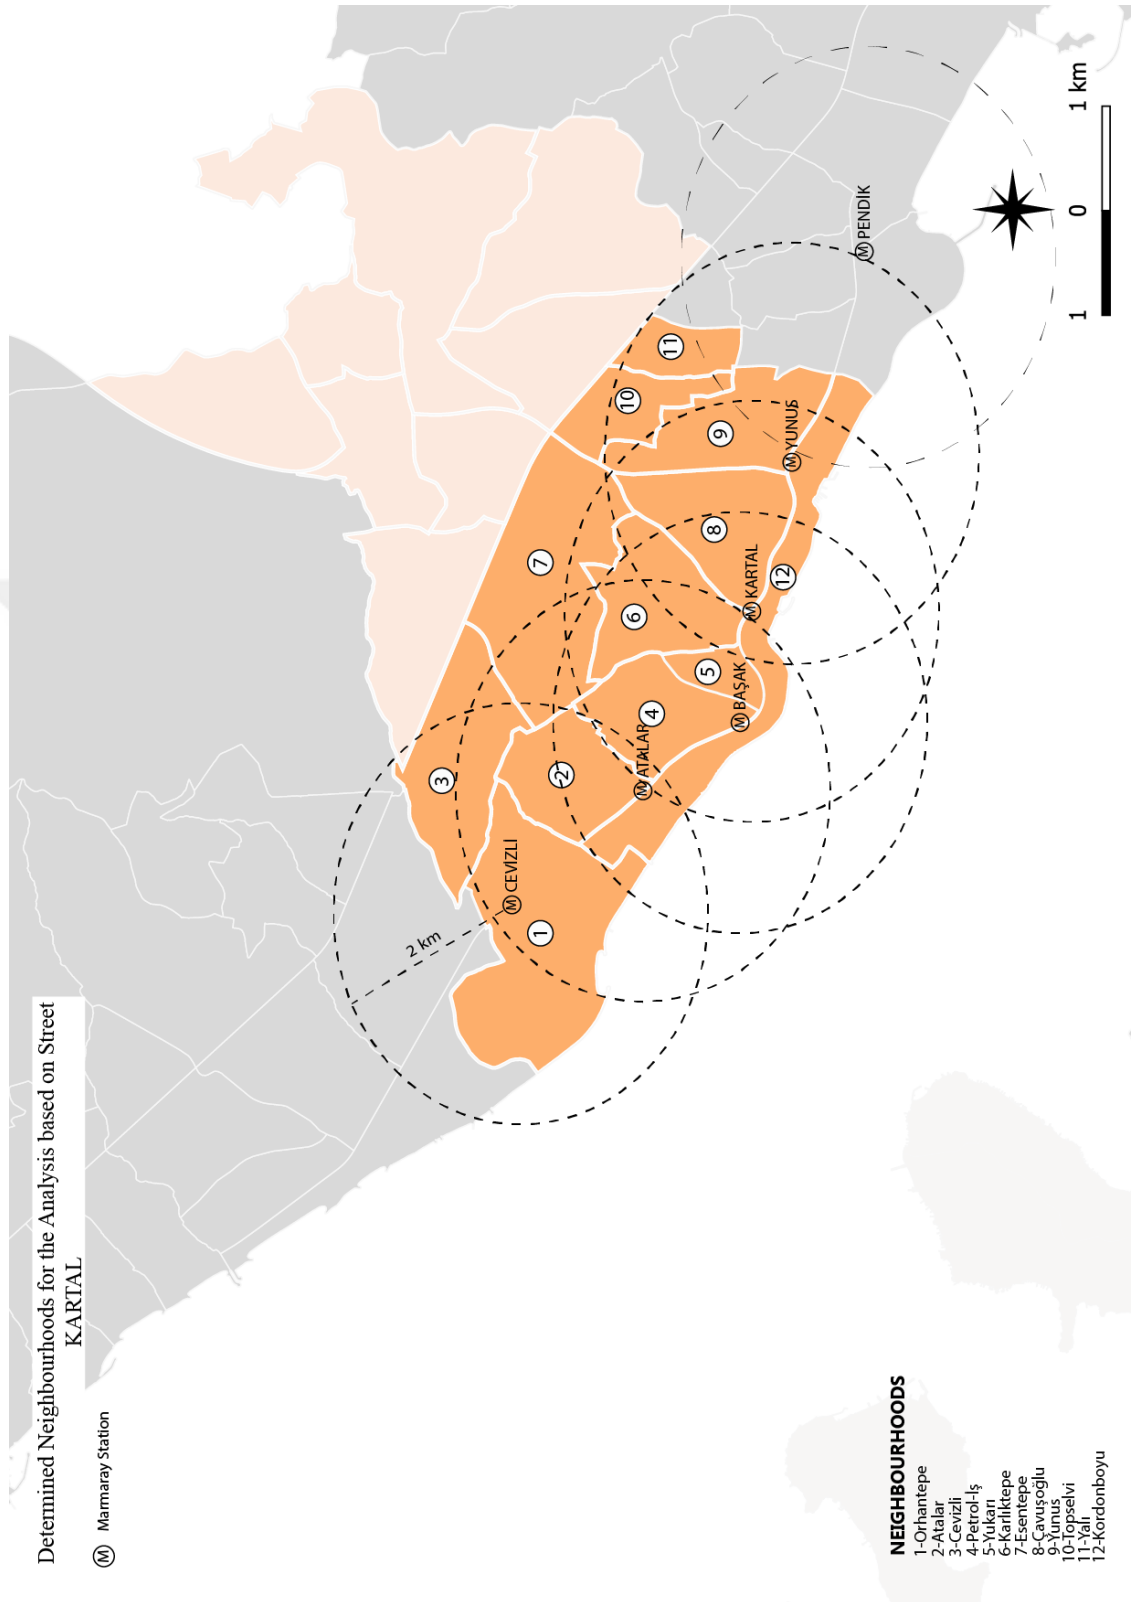 Determined Neighbourhoods for the Analysis based on Street
KARTAL
M Marmaray Station
2 km
M CEVİZLİ
M ATALAR
M BAŞAK
M KARTAL
M YUNUS
M PENDİK
1
2
3
4
5
6
7
8
9
10
11
12
1 0 1 km
NEIGHBOURHOODS
1-Orhantepe
2-Atalar
3-Cevizli
4-Petrol-İş
5-Yukarı
6-Karlıktepe
7-Esentepe
8-Çavuşoğlu
9-Yunus
10-Topselvi
11-Yalı
12-Kordonboyu